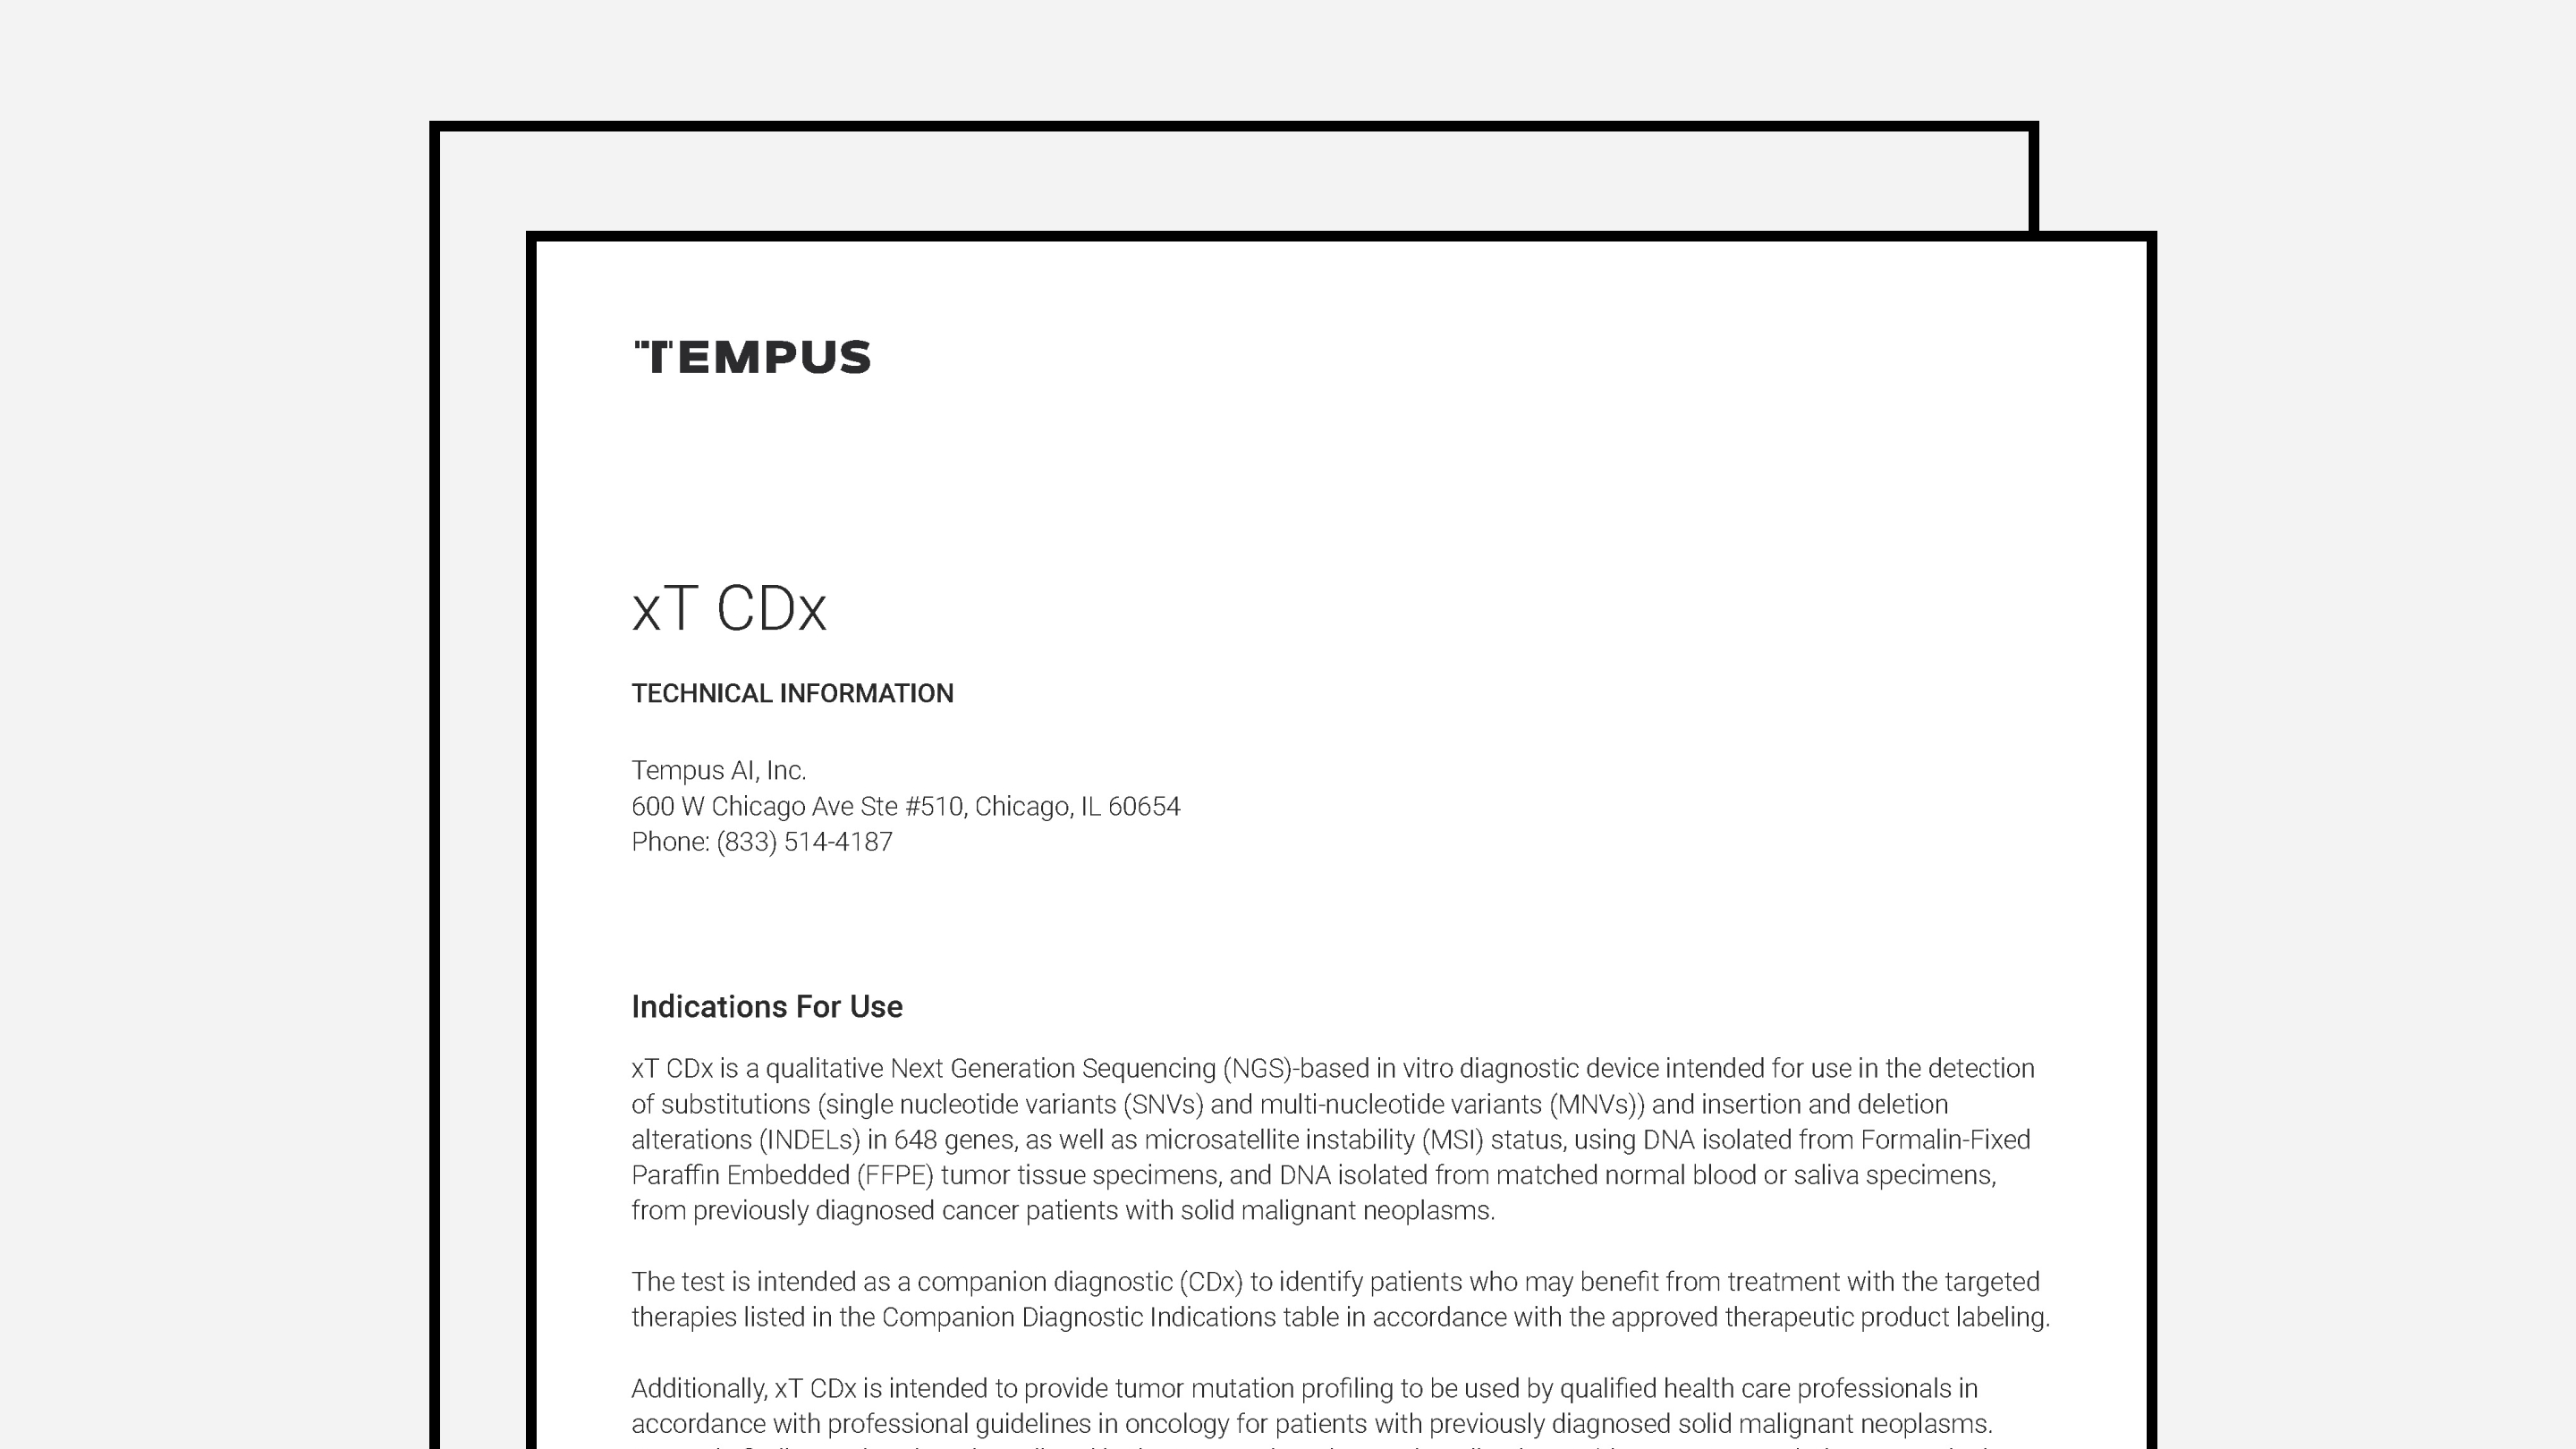 TEMPUS
xT CDx
TECHNICAL INFORMATION
Tempus AI, Inc.
600 W Chicago Ave Ste #510, Chicago, IL 60654
Phone: (833) 514-4187
Indications For Use
xT CDx is a qualitative Next Generation Sequencing (NGS)-based in vitro diagnostic device intended for use in the detection
of substitutions (single nucleotide variants (SNVs) and multi-nucleotide variants (MNVs)) and insertion and deletion
alterations (INDELs) in 648 genes, as well as microsatellite instability (MSI) status, using DNA isolated from Formalin-Fixed
Paraffin Embedded (FFPE) tumor tissue specimens, and DNA isolated from matched normal blood or saliva specimens,
from previously diagnosed cancer patients with solid malignant neoplasms.
The test is intended as a companion diagnostic (CDx) to identify patients who may benefit from treatment with the targeted
therapies listed in the Companion Diagnostic Indications table in accordance with the approved therapeutic product labeling.
Additionally, xT CDx is intended to provide tumor mutation profiling to be used by qualified health care professionals in
accordance with professional guidelines in oncology for patients with previously diagnosed solid malignant neoplasms.